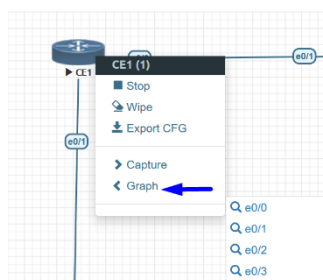 e0/1
CE1 (1)
CE1
Stop
Wipe
e0/1
Export CFG
Capture
Graph
e0/0
e0/1
e0/2
e0/3